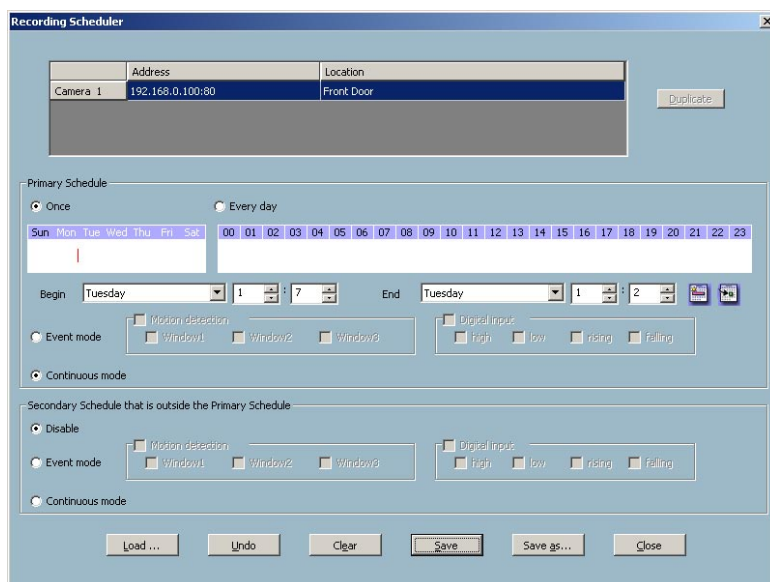 Recording Scheduler
Address Location
Camera 1 192.168.0.100:80 Front Door
Duplicate
Primary Schedule
Once Every day
Sun Mon Tue Wed Thu Fri Sat 00 01 02 03 04 05 06 07 08 09 10 11 12 13 14 15 16 17 18 19 20 21 22 23
Begin Tuesday 1 : 7 End Tuesday 1 : 2
Motion detection Digital input
Event mode Window1 Window2 Window3 high low rising falling
Continuous mode
Secondary Schedule that is outside the Primary Schedule
Disable
Motion detection Digital input
Event mode Window1 Window2 Window3 high low rising falling
Continuous mode
Load ... Undo Clear Save Save as... Close